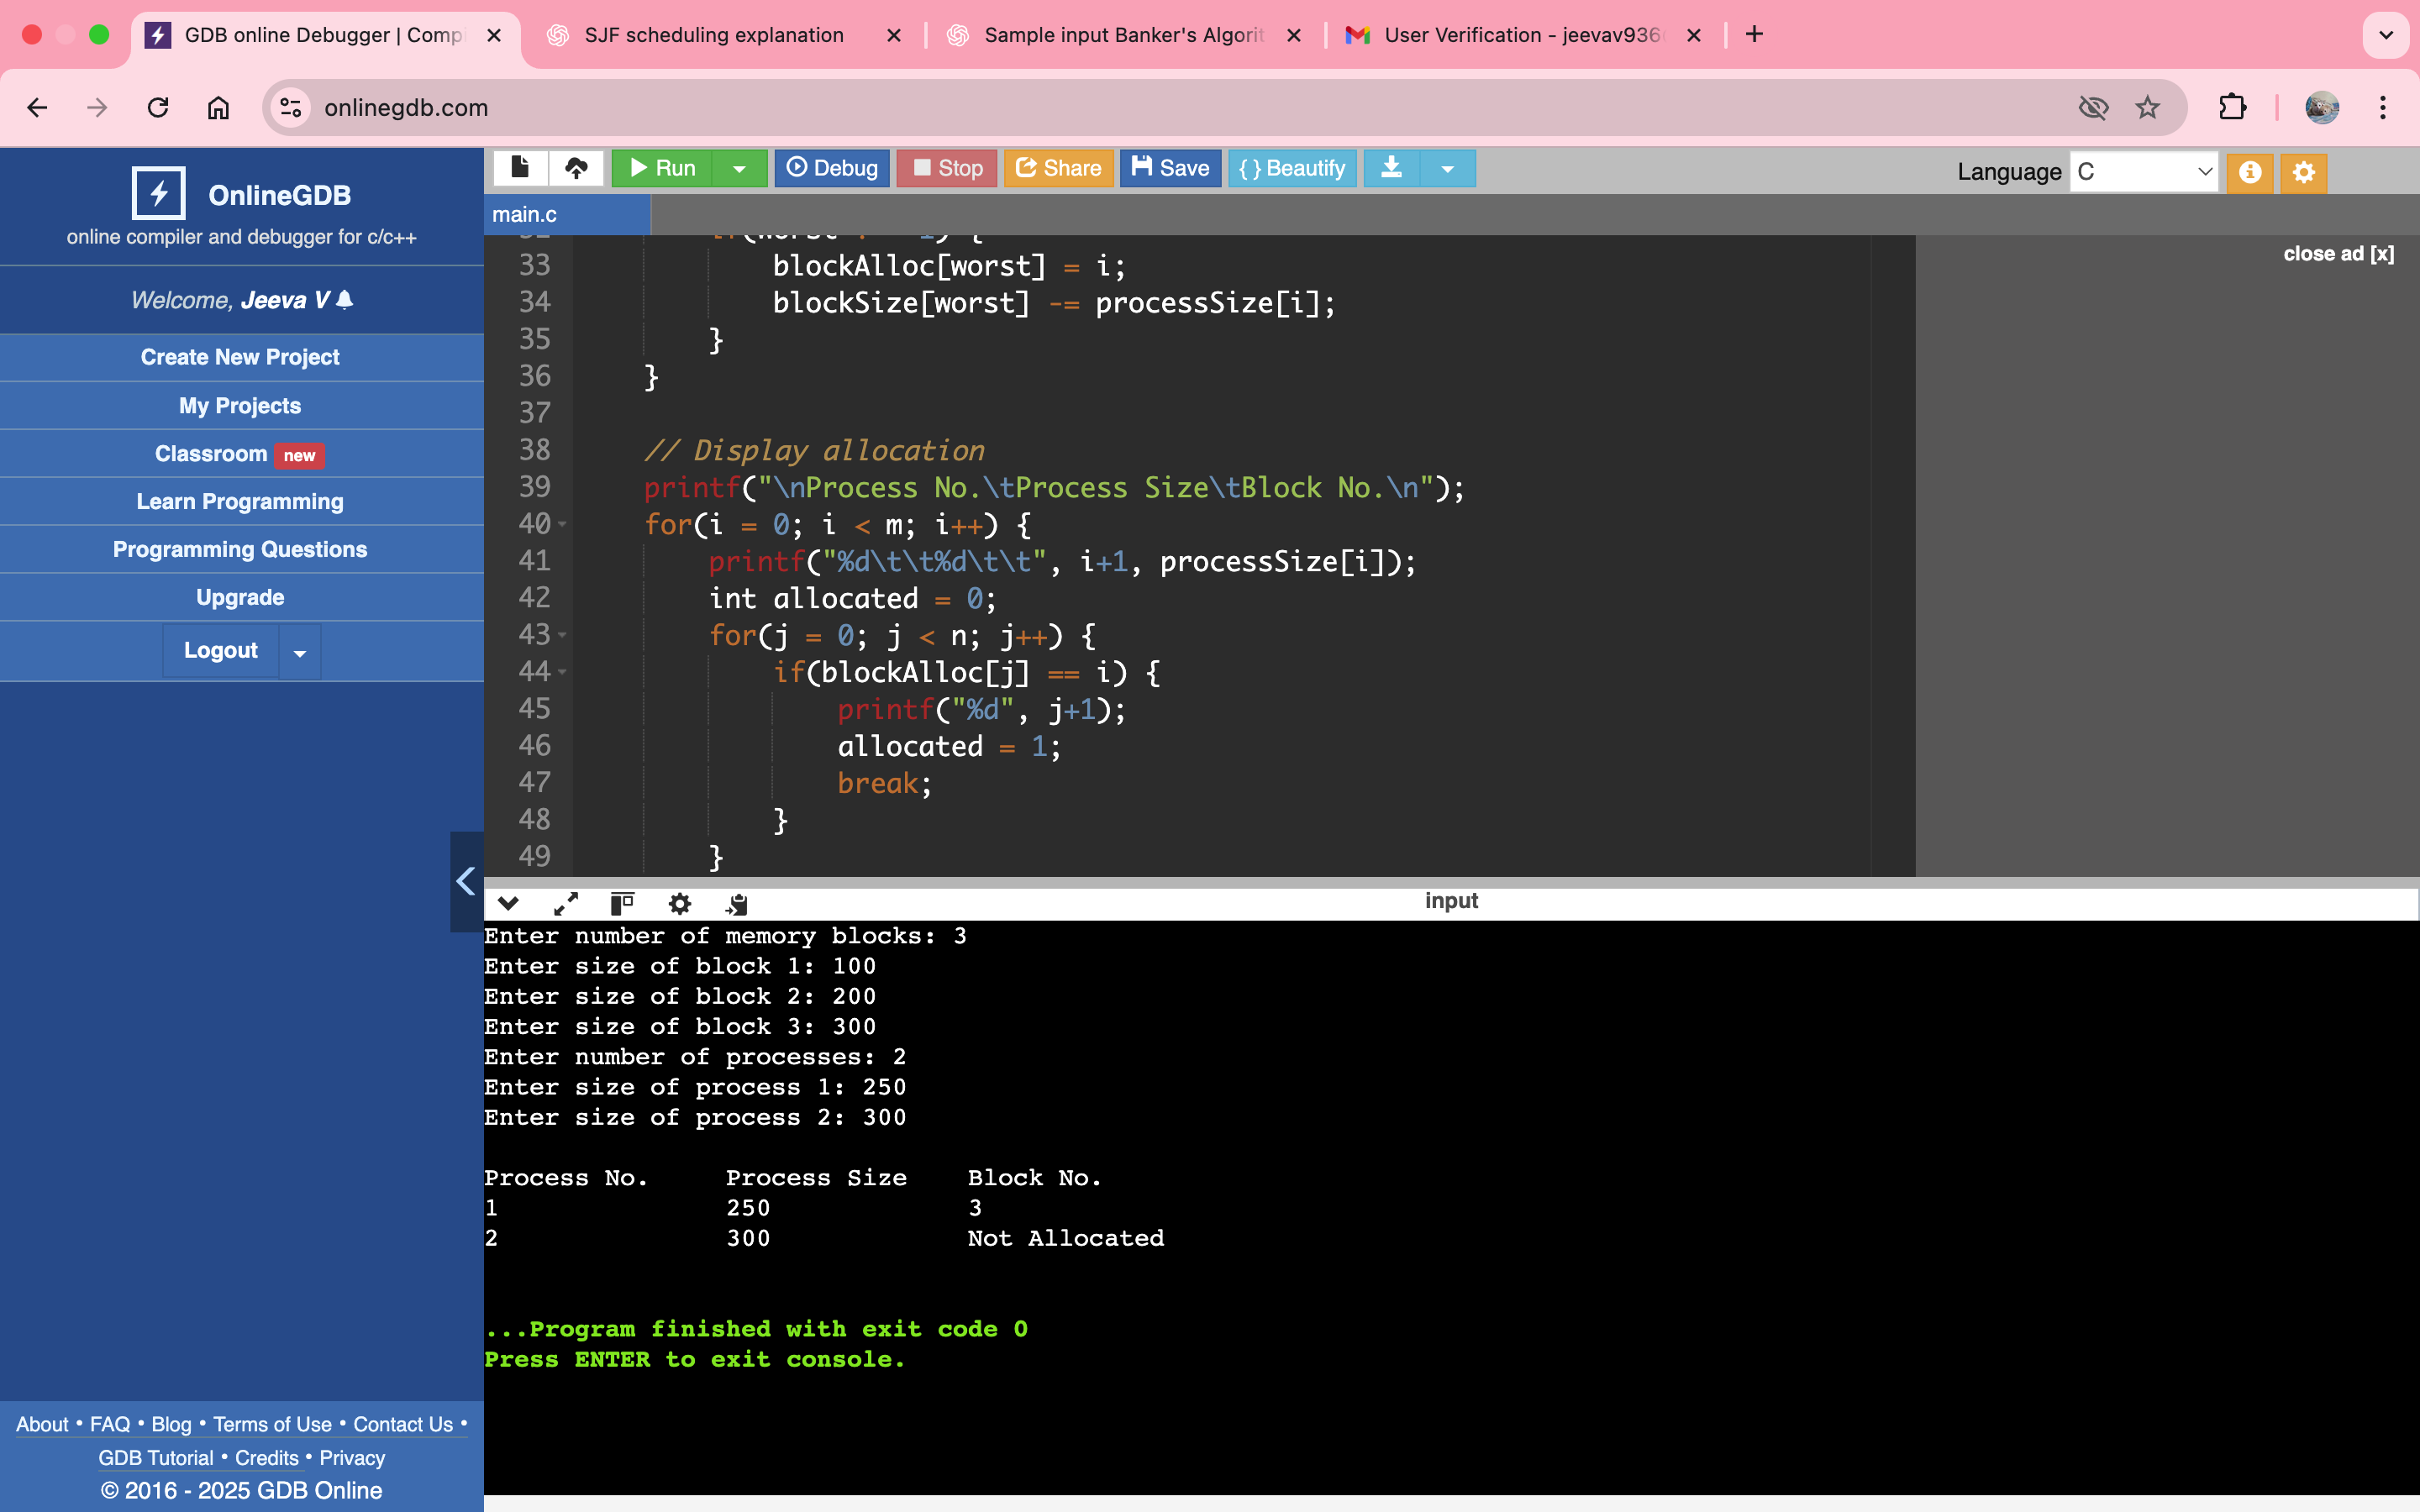 GDB online Debugger | Compi
SJF scheduling explanation
Sample input Banker's Algorit
User Verification - jeevav936
onlinegdb.com
OnlineGDB
online compiler and debugger for c/c++
Welcome, Jeeva V
Create New Project
My Projects
Classroom new
Learn Programming
Programming Questions
Upgrade
Logout
About • FAQ • Blog • Terms of Use • Contact Us •
GDB Tutorial • Credits • Privacy
© 2016 - 2025 GDB Online
Run Debug Stop Share Save { } Beautify
Language C
main.c
close ad [x]
33 blockAlloc[worst] = i;
34 blockSize[worst] -= processSize[i];
35 }
36 }
37
38 // Display allocation
39 printf("\nProcess No.\tProcess Size\tBlock No.\n");
40 for(i = 0; i < m; i++) {
41 printf("%d\t\t%d\t\t", i+1, processSize[i]);
42 int allocated = 0;
43 for(j = 0; j < n; j++) {
44 if(blockAlloc[j] == i) {
45 printf("%d", j+1);
46 allocated = 1;
47 break;
48 }
49 }
input
Enter number of memory blocks: 3
Enter size of block 1: 100
Enter size of block 2: 200
Enter size of block 3: 300
Enter number of processes: 2
Enter size of process 1: 250
Enter size of process 2: 300
Process No. Process Size Block No.
1 250 3
2 300 Not Allocated
...Program finished with exit code 0
Press ENTER to exit console.